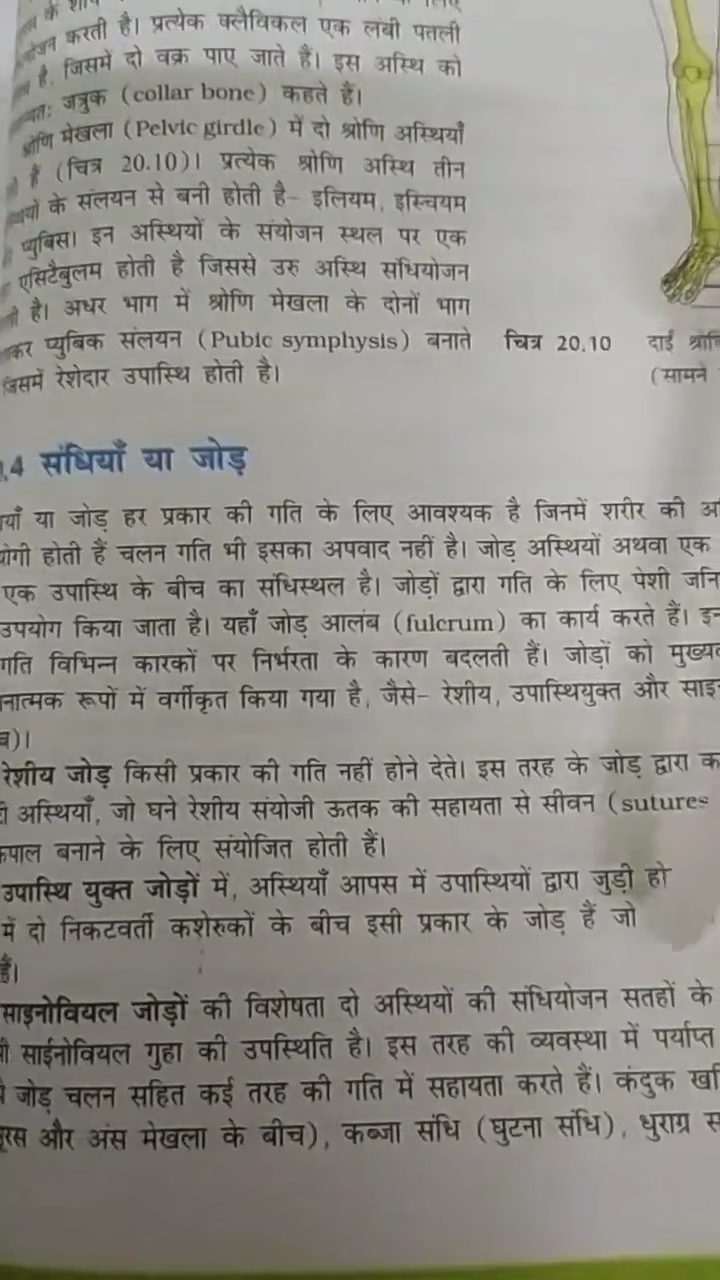 के
करती है। प्रत्येक क्लैविकल एक लंबी पतली
है, जिसमें दो वक्र पाए जाते हैं। इस अस्थि को
जत्रुक (collar bone) कहते हैं।
मेखला (Pelvic girdle) में दो श्रोणि अस्थियाँ
हैं (चित्र 20.10)। प्रत्येक श्रोणि अस्थि तीन
के संलयन से बनी होती है- इलियम, इस्चियम
प्युबिस। इन अस्थियों के संयोजन स्थल पर एक
एसिटैबुलम होती है जिससे उरु अस्थि संधियोजन
है। अधर भाग में श्रोणि मेखला के दोनों भाग
प्युबिक संलयन (Pubic symphysis) बनाते
जिसमें रेशेदार उपास्थि होती है।
चित्र 20.10 दाईं
(सामने
.4 संधियाँ या जोड़
या जोड़ हर प्रकार की गति के लिए आवश्यक है जिनमें शरीर की
होती हैं चलन गति भी इसका अपवाद नहीं है। जोड़ अस्थियों अथवा एक
एक उपास्थि के बीच का संधिस्थल है। जोड़ों द्वारा गति के लिए पेशी
उपयोग किया जाता है। यहाँ जोड़ आलंब (fulcrum) का कार्य करते हैं।
गति विभिन्न कारकों पर निर्भरता के कारण बदलती हैं। जोड़ों को
रूपों में वर्गीकृत किया गया है, जैसे- रेशीय, उपास्थियुक्त और
)।
रेशीय जोड़ किसी प्रकार की गति नहीं होने देते। इस तरह के जोड़ द्वारा
अस्थियाँ, जो घने रेशीय संयोजी ऊतक की सहायता से सीवन (sutures
बनाने के लिए संयोजित होती हैं।
उपास्थि युक्त जोड़ों में, अस्थियाँ आपस में उपास्थियों द्वारा जुड़ी हो
में दो निकटवर्ती कशेरुकों के बीच इसी प्रकार के जोड़ हैं जो
हैं।
साइनोवियल जोड़ों की विशेषता दो अस्थियों की संधियोजन सतहों के
साईनोवियल गुहा की उपस्थिति है। इस तरह की व्यवस्था में पर्याप्त
जोड़ चलन सहित कई तरह की गति में सहायता करते हैं। कंदुक
और अंस मेखला के बीच), कब्जा संधि (घुटना संधि), धुराग्र